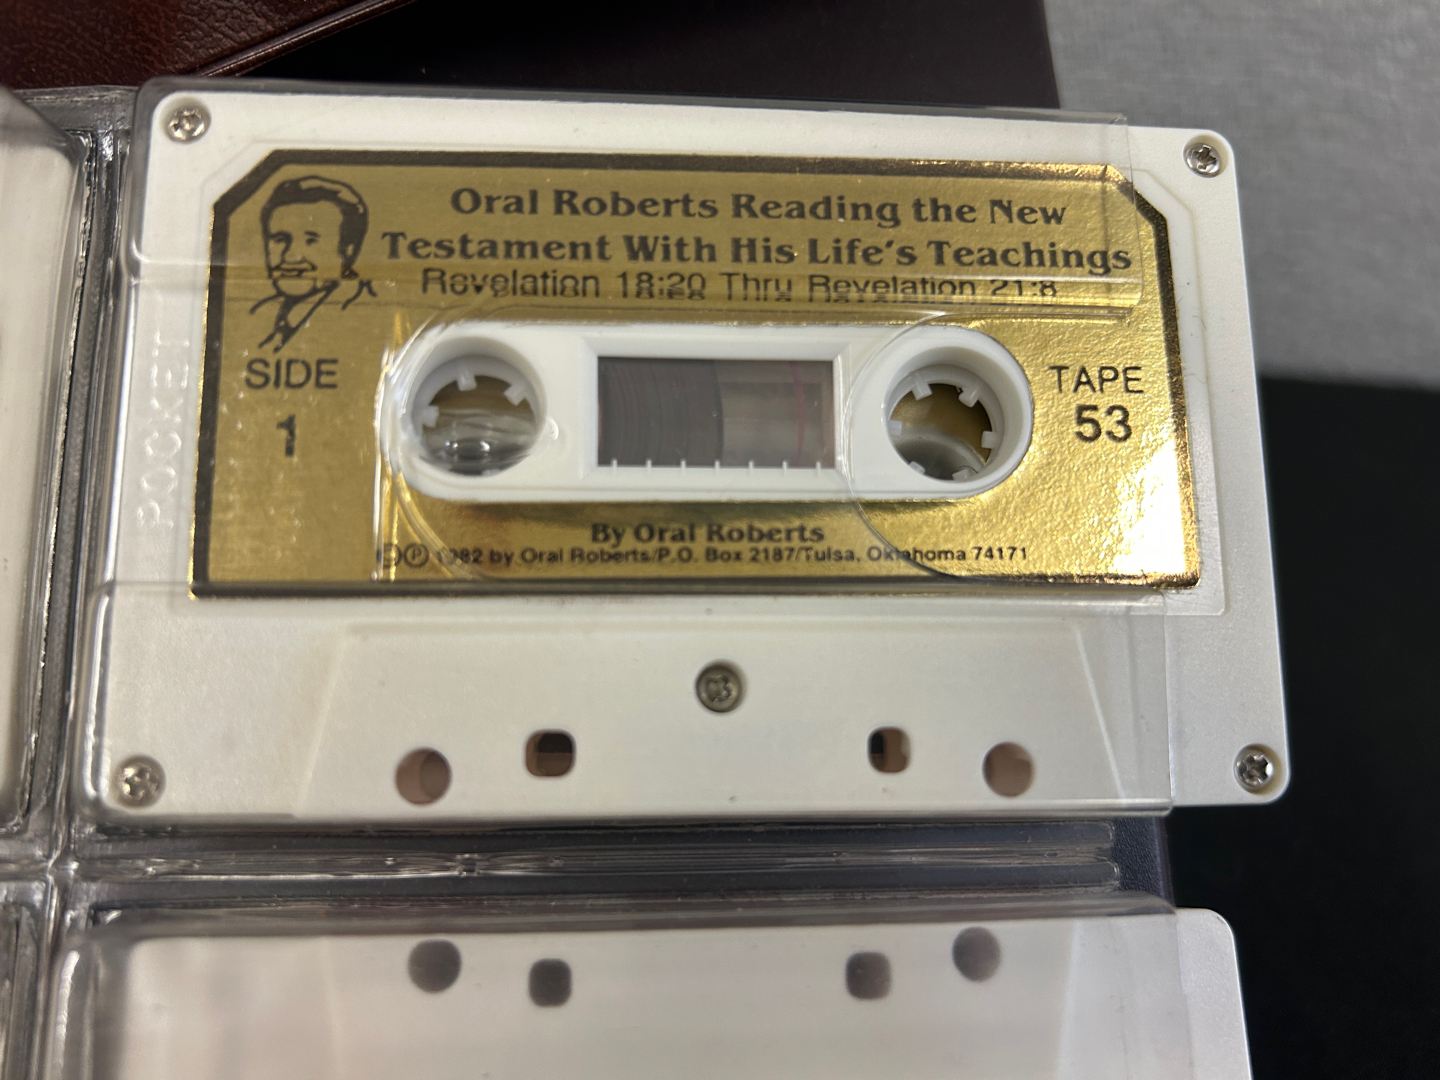 Oral Roberts Reading the New
Testament With His Life's Teachings
Revelation 18:20 Thru Revelation 21:8
SIDE
1
TAPE
53
POCKET
By Oral Roberts
©℗ 1982 by Oral Roberts/P.O. Box 2187/Tulsa, Oklahoma 74171